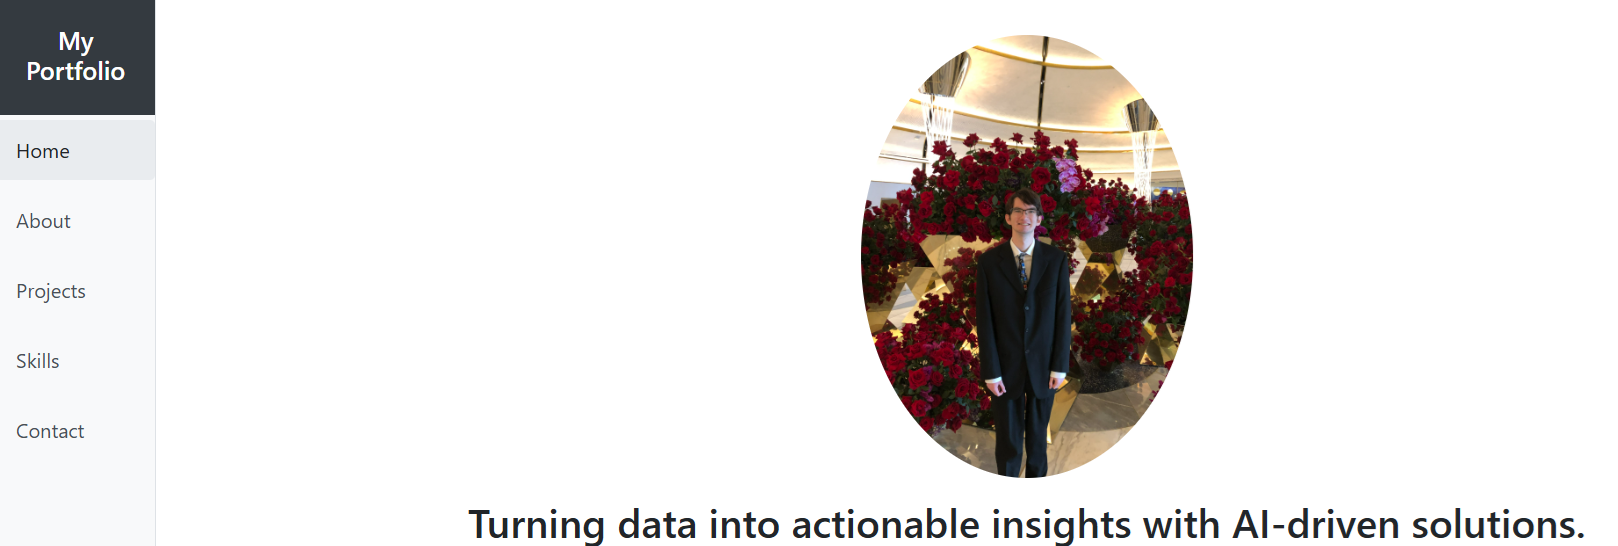 My
Portfolio
Home
About
Projects
Skills
Contact
Turning data into actionable insights with AI-driven solutions.